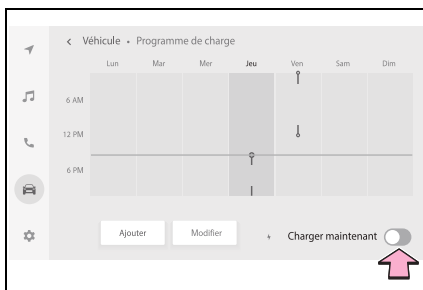 Véhicule • Programme de charge
Lun Mar Mer Jeu Ven Sam Dim
6 AM
12 PM
6 PM
Ajouter Modifier Charger maintenant